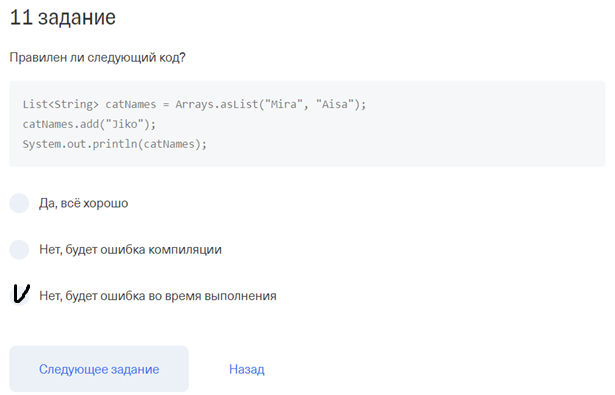 11 задание
Правилен ли следующий код?
List<String> catNames = Arrays.asList("Mira", "Aisa");
catNames.add("Jiko");
System.out.println(catNames);
Да, всё хорошо
Нет, будет ошибка компиляции
Нет, будет ошибка во время выполнения
Следующее задание Назад